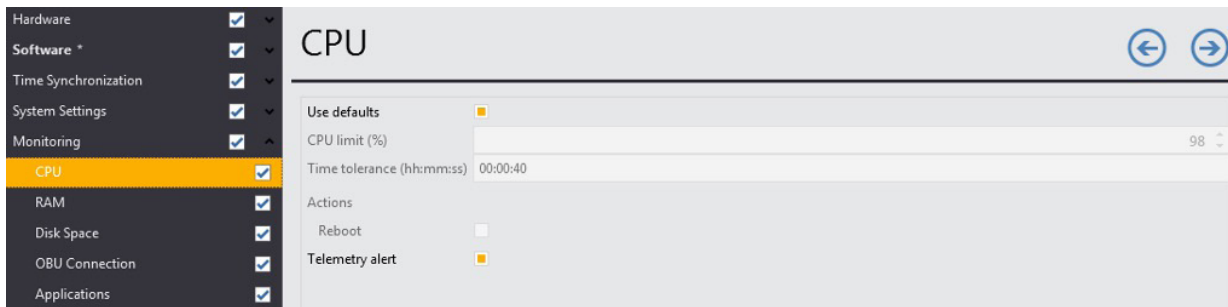 Hardware
Software *
Time Synchronization
System Settings
Monitoring
CPU
RAM
Disk Space
OBU Connection
Applications
CPU
Use defaults
CPU limit (%) 98
Time tolerance (hh:mm:ss) 00:00:40
Actions
Reboot
Telemetry alert